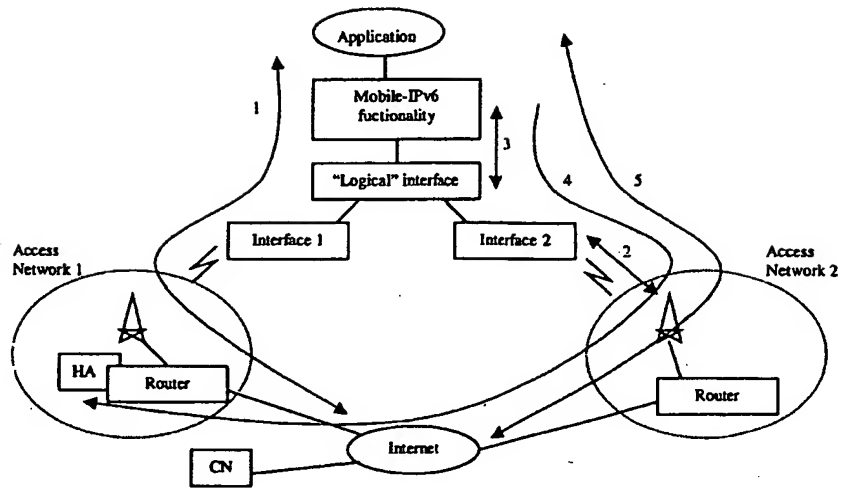 Application
1
Mobile-IPv6
fuctionality
3
"Logical" interface
4
5
Interface 1
Interface 2
2
Access
Network 1
Access
Network 2
HA
Router
Router
Internet
CN